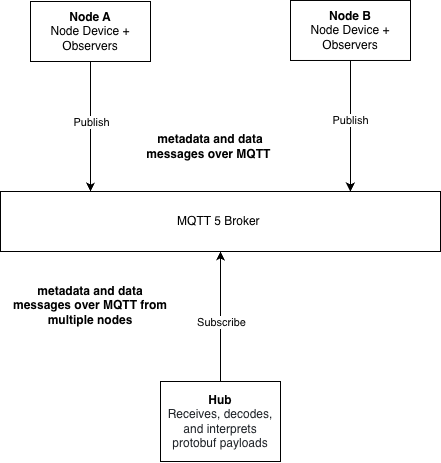 Node A
Node Device +
Observers
Node B
Node Device +
Observers
Publish
Publish
metadata and data
messages over MQTT
MQTT 5 Broker
metadata and data
messages over MQTT from
multiple nodes
Subscribe
Hub
Receives, decodes,
and interprets
protobuf payloads